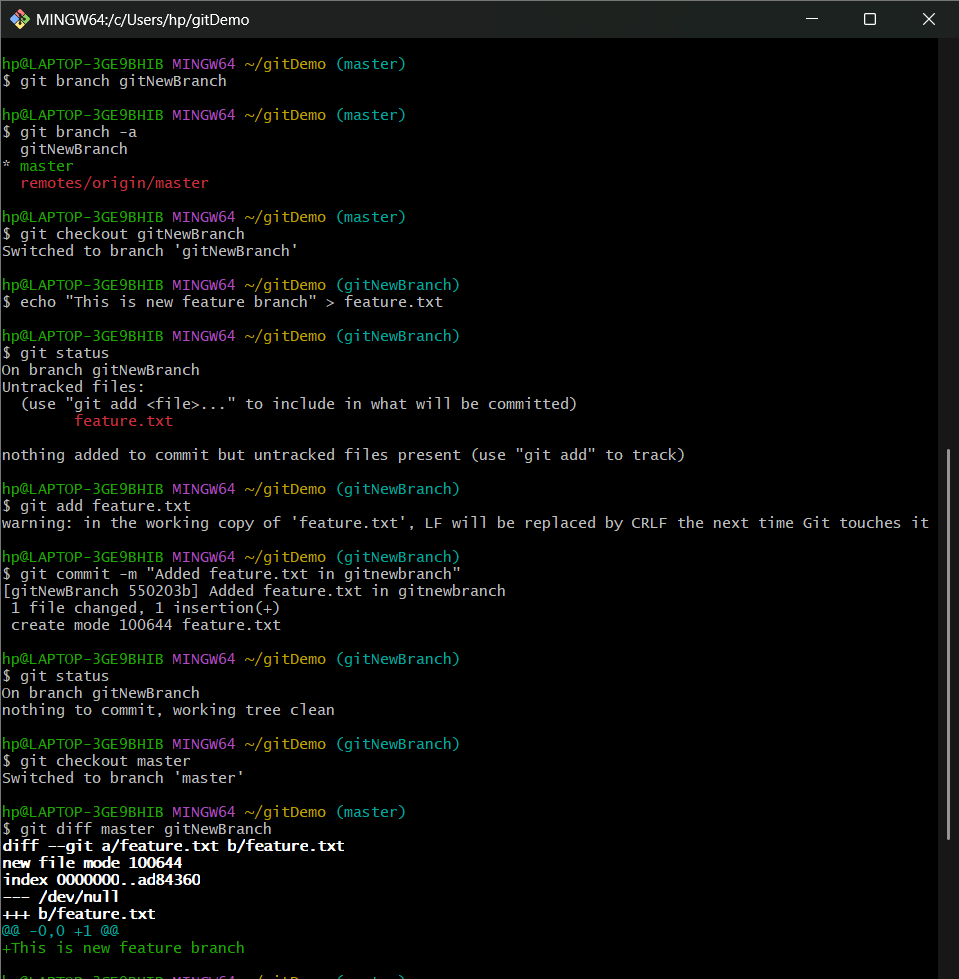 MINGW64:/c/Users/hp/gitDemo
hp@LAPTOP-3GE9BHIB MINGW64 ~/gitDemo (master)
$ git branch gitNewBranch
hp@LAPTOP-3GE9BHIB MINGW64 ~/gitDemo (master)
$ git branch -a
  gitNewBranch
* master
  remotes/origin/master
hp@LAPTOP-3GE9BHIB MINGW64 ~/gitDemo (master)
$ git checkout gitNewBranch
Switched to branch 'gitNewBranch'
hp@LAPTOP-3GE9BHIB MINGW64 ~/gitDemo (gitNewBranch)
$ echo "This is new feature branch" > feature.txt
hp@LAPTOP-3GE9BHIB MINGW64 ~/gitDemo (gitNewBranch)
$ git status
On branch gitNewBranch
Untracked files:
  (use "git add <file>..." to include in what will be committed)
        feature.txt
nothing added to commit but untracked files present (use "git add" to track)
hp@LAPTOP-3GE9BHIB MINGW64 ~/gitDemo (gitNewBranch)
$ git add feature.txt
warning: in the working copy of 'feature.txt', LF will be replaced by CRLF the next time Git touches it
hp@LAPTOP-3GE9BHIB MINGW64 ~/gitDemo (gitNewBranch)
$ git commit -m "Added feature.txt in gitnewbranch"
[gitNewBranch 550203b] Added feature.txt in gitnewbranch
 1 file changed, 1 insertion(+)
 create mode 100644 feature.txt
hp@LAPTOP-3GE9BHIB MINGW64 ~/gitDemo (gitNewBranch)
$ git status
On branch gitNewBranch
nothing to commit, working tree clean
hp@LAPTOP-3GE9BHIB MINGW64 ~/gitDemo (gitNewBranch)
$ git checkout master
Switched to branch 'master'
hp@LAPTOP-3GE9BHIB MINGW64 ~/gitDemo (master)
$ git diff master gitNewBranch
diff --git a/feature.txt b/feature.txt
new file mode 100644
index 0000000..ad84360
--- /dev/null
+++ b/feature.txt
@@ -0,0 +1 @@
+This is new feature branch